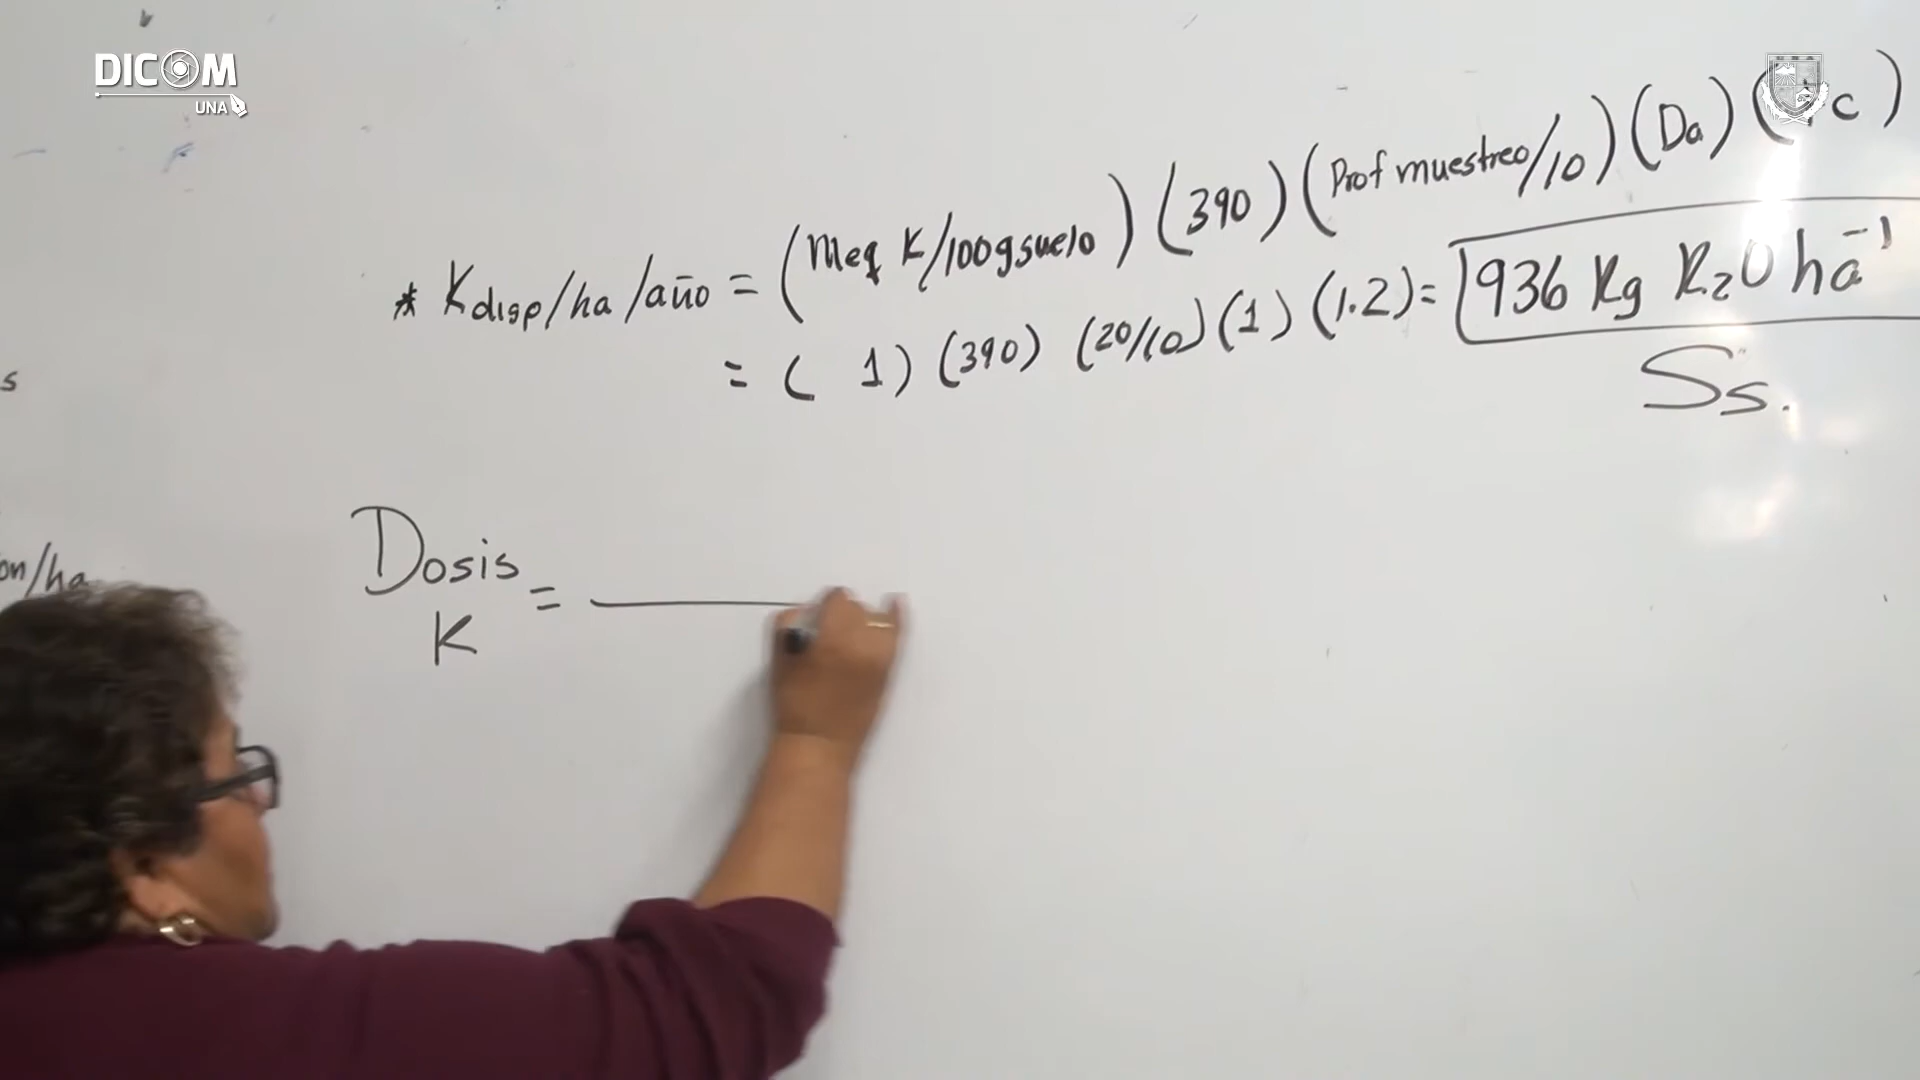 DICOM
UNA
* Kdisp/ha/año = (Meq K/100g suelo) (390) (Prof muestreo/10) (Da) (Fc)
= ( 1) (390) (20/10) (1) (1.2) = 936 Kg K₂O ha⁻¹
Ss.
s
on/ha
Dosis
K =